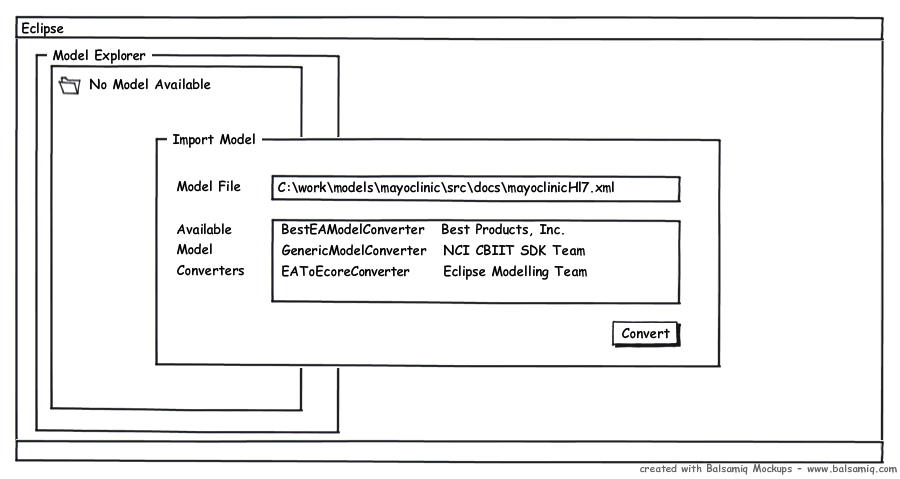 Eclipse
Model Explorer
No Model Available
Import Model
Model File C:\work\models\mayoclinic\src\docs\mayoclinicHl7.xml
Available BestEAModelConverter Best Products, Inc.
Model GenericModelConverter NCI CBIIT SDK Team
Converters EAToEcoreConverter Eclipse Modelling Team
Convert
created with Balsamiq Mockups - www.balsamiq.com